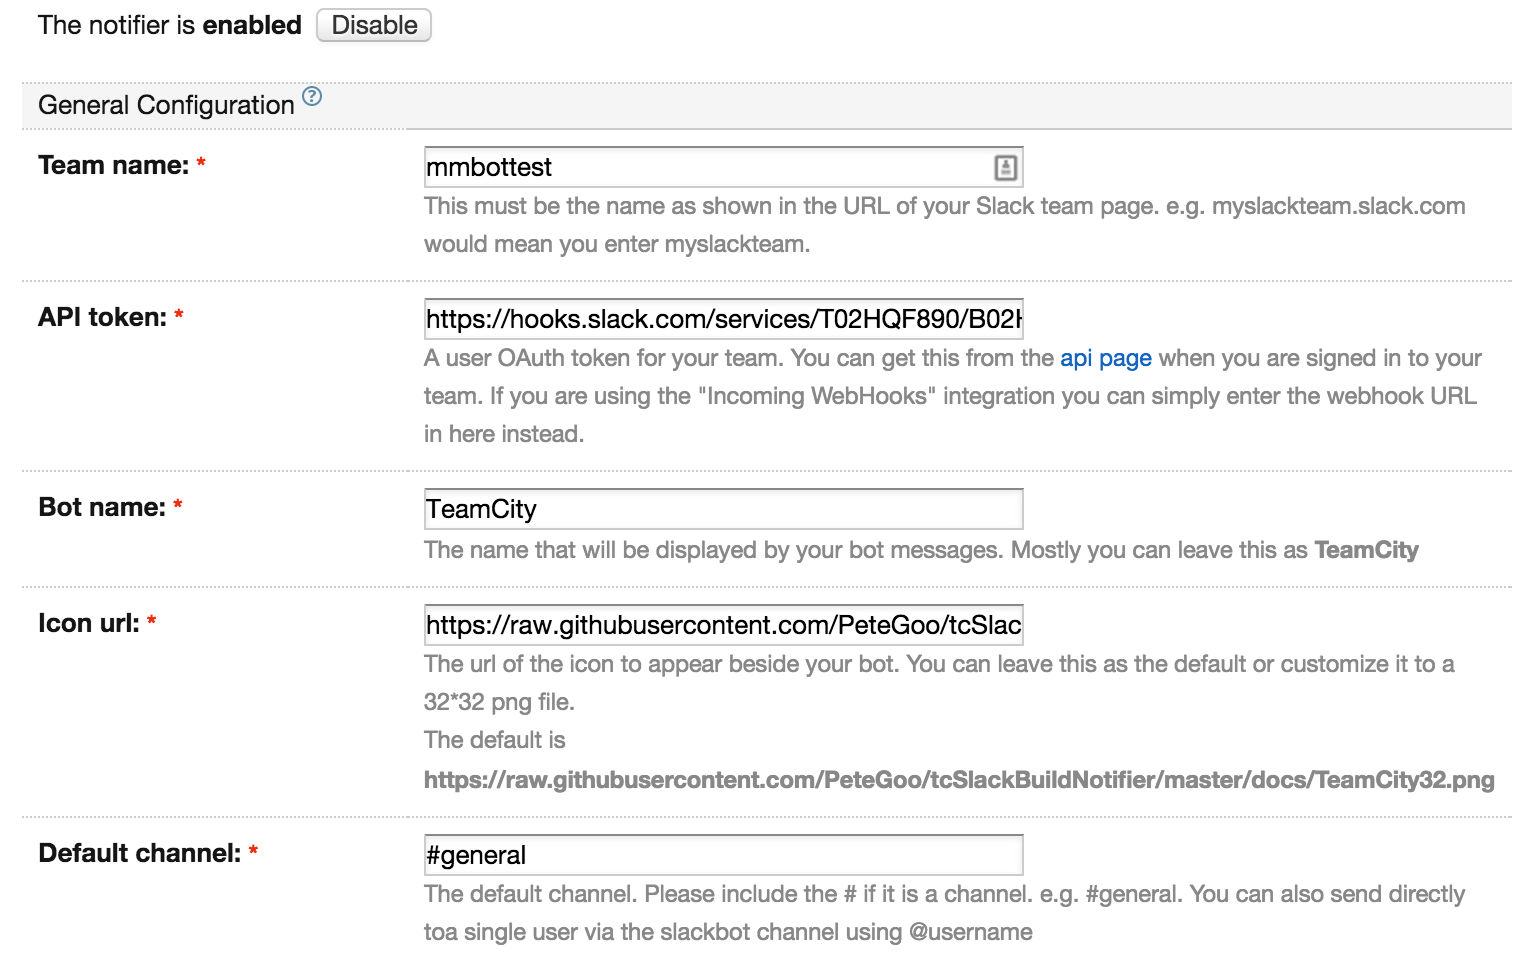 The notifier is enabled Disable
General Configuration ?
Team name: * mmbottest
This must be the name as shown in the URL of your Slack team page. e.g. myslackteam.slack.com
would mean you enter myslackteam.
API token: * https://hooks.slack.com/services/T02HQF890/B02H
A user OAuth token for your team. You can get this from the api page when you are signed in to your
team. If you are using the "Incoming WebHooks" integration you can simply enter the webhook URL
in here instead.
Bot name: * TeamCity
The name that will be displayed by your bot messages. Mostly you can leave this as TeamCity
Icon url: * https://raw.githubusercontent.com/PeteGoo/tcSlac
The url of the icon to appear beside your bot. You can leave this as the default or customize it to a
32*32 png file.
The default is
https://raw.githubusercontent.com/PeteGoo/tcSlackBuildNotifier/master/docs/TeamCity32.png
Default channel: * #general
The default channel. Please include the # if it is a channel. e.g. #general. You can also send directly
toa single user via the slackbot channel using @username